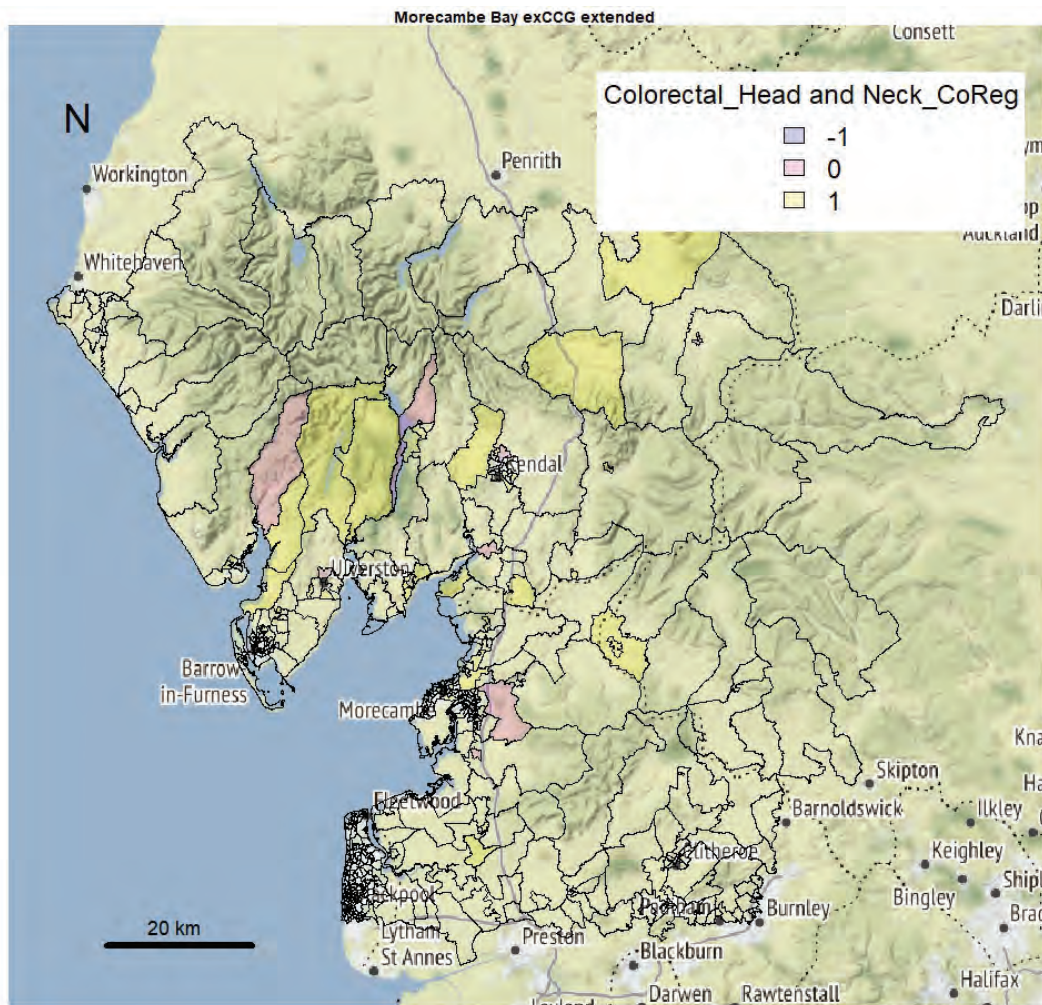 Morecambe Bay exCCG extended
Consett
Colorectal_Head and Neck_CoReg
-1
0
1
N
Penrith
Workington
Auckland
Whitehaven
Kendal
Ulverston
Barrow
in-Furness
Morecambe
Skipton
Fleetwood
Barnoldswick
Ilkley
Clitheroe
Keighley
Bingley
Blackpool
Padiham
Burnley
20 km
Lytham
St Annes
Preston
Blackburn
Halifax
Darwen
Rawtenstall